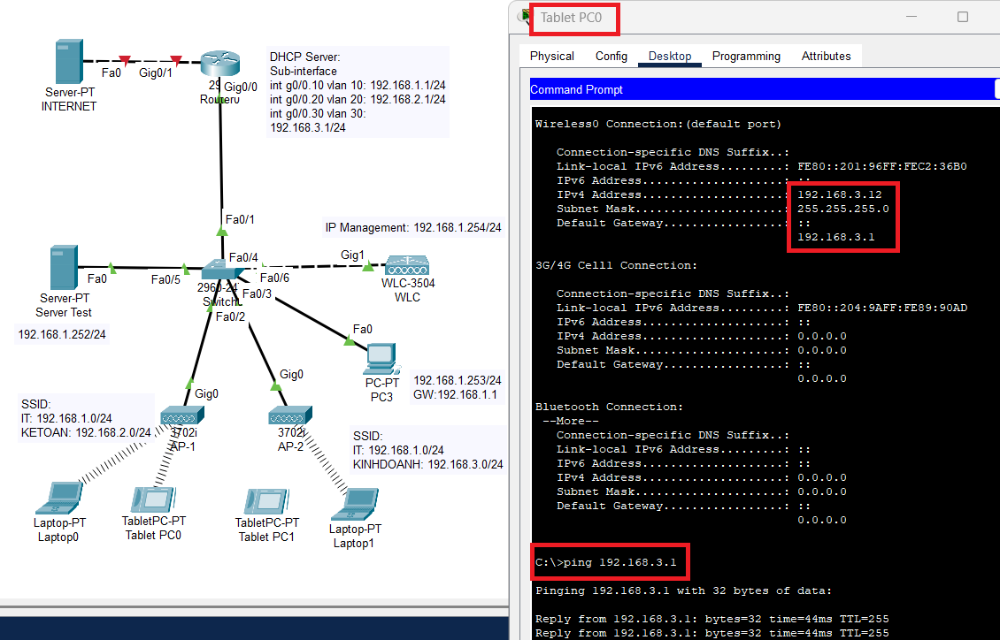 Fa0
Gig0/1
Server-PT
INTERNET
29
Gig0/0
Router0
DHCP Server:
Sub-interface
int g0/0.10 vlan 10: 192.168.1.1/24
int g0/0.20 vlan 20: 192.168.2.1/24
int g0/0.30 vlan 30:
192.168.3.1/24
Fa0/1
IP Management: 192.168.1.254/24
Fa0/4
Gig1
Fa0
Fa0/5
Fa0/6
2960-24
Fa0/3
Switch
Fa0/2
WLC-3504
WLC
Server-PT
Server Test
192.168.1.252/24
Fa0
PC-PT
PC3
192.168.1.253/24
GW:192.168.1.1
Gig0
Gig0
SSID:
IT: 192.168.1.0/24
KETOAN: 192.168.2.0/24
3702i
AP-1
3702i
AP-2
SSID:
IT: 192.168.1.0/24
KINHDOANH: 192.168.3.0/24
Laptop-PT
Laptop0
TabletPC-PT
Tablet PC0
TabletPC-PT
Tablet PC1
Laptop-PT
Laptop1
Tablet PC0
Physical Config Desktop Programming Attributes
Command Prompt
Wireless0 Connection:(default port)
Connection-specific DNS Suffix..:
Link-local IPv6 Address.........: FE80::201:96FF:FEC2:36B0
IPv6 Address....................: ::
IPv4 Address....................: 192.168.3.12
Subnet Mask.....................: 255.255.255.0
Default Gateway.................: ::
192.168.3.1
3G/4G Cell1 Connection:
Connection-specific DNS Suffix..:
Link-local IPv6 Address.........: FE80::204:9AFF:FE89:90AD
IPv6 Address....................: ::
IPv4 Address....................: 0.0.0.0
Subnet Mask.....................: 0.0.0.0
Default Gateway.................: ::
0.0.0.0
Bluetooth Connection:
--More--
Connection-specific DNS Suffix..:
Link-local IPv6 Address.........: ::
IPv6 Address....................: ::
IPv4 Address....................: 0.0.0.0
Subnet Mask.....................: 0.0.0.0
Default Gateway.................: ::
0.0.0.0
C:\>ping 192.168.3.1
Pinging 192.168.3.1 with 32 bytes of data:
Reply from 192.168.3.1: bytes=32 time=44ms TTL=255
Reply from 192.168.3.1: bytes=32 time=44ms TTL=255